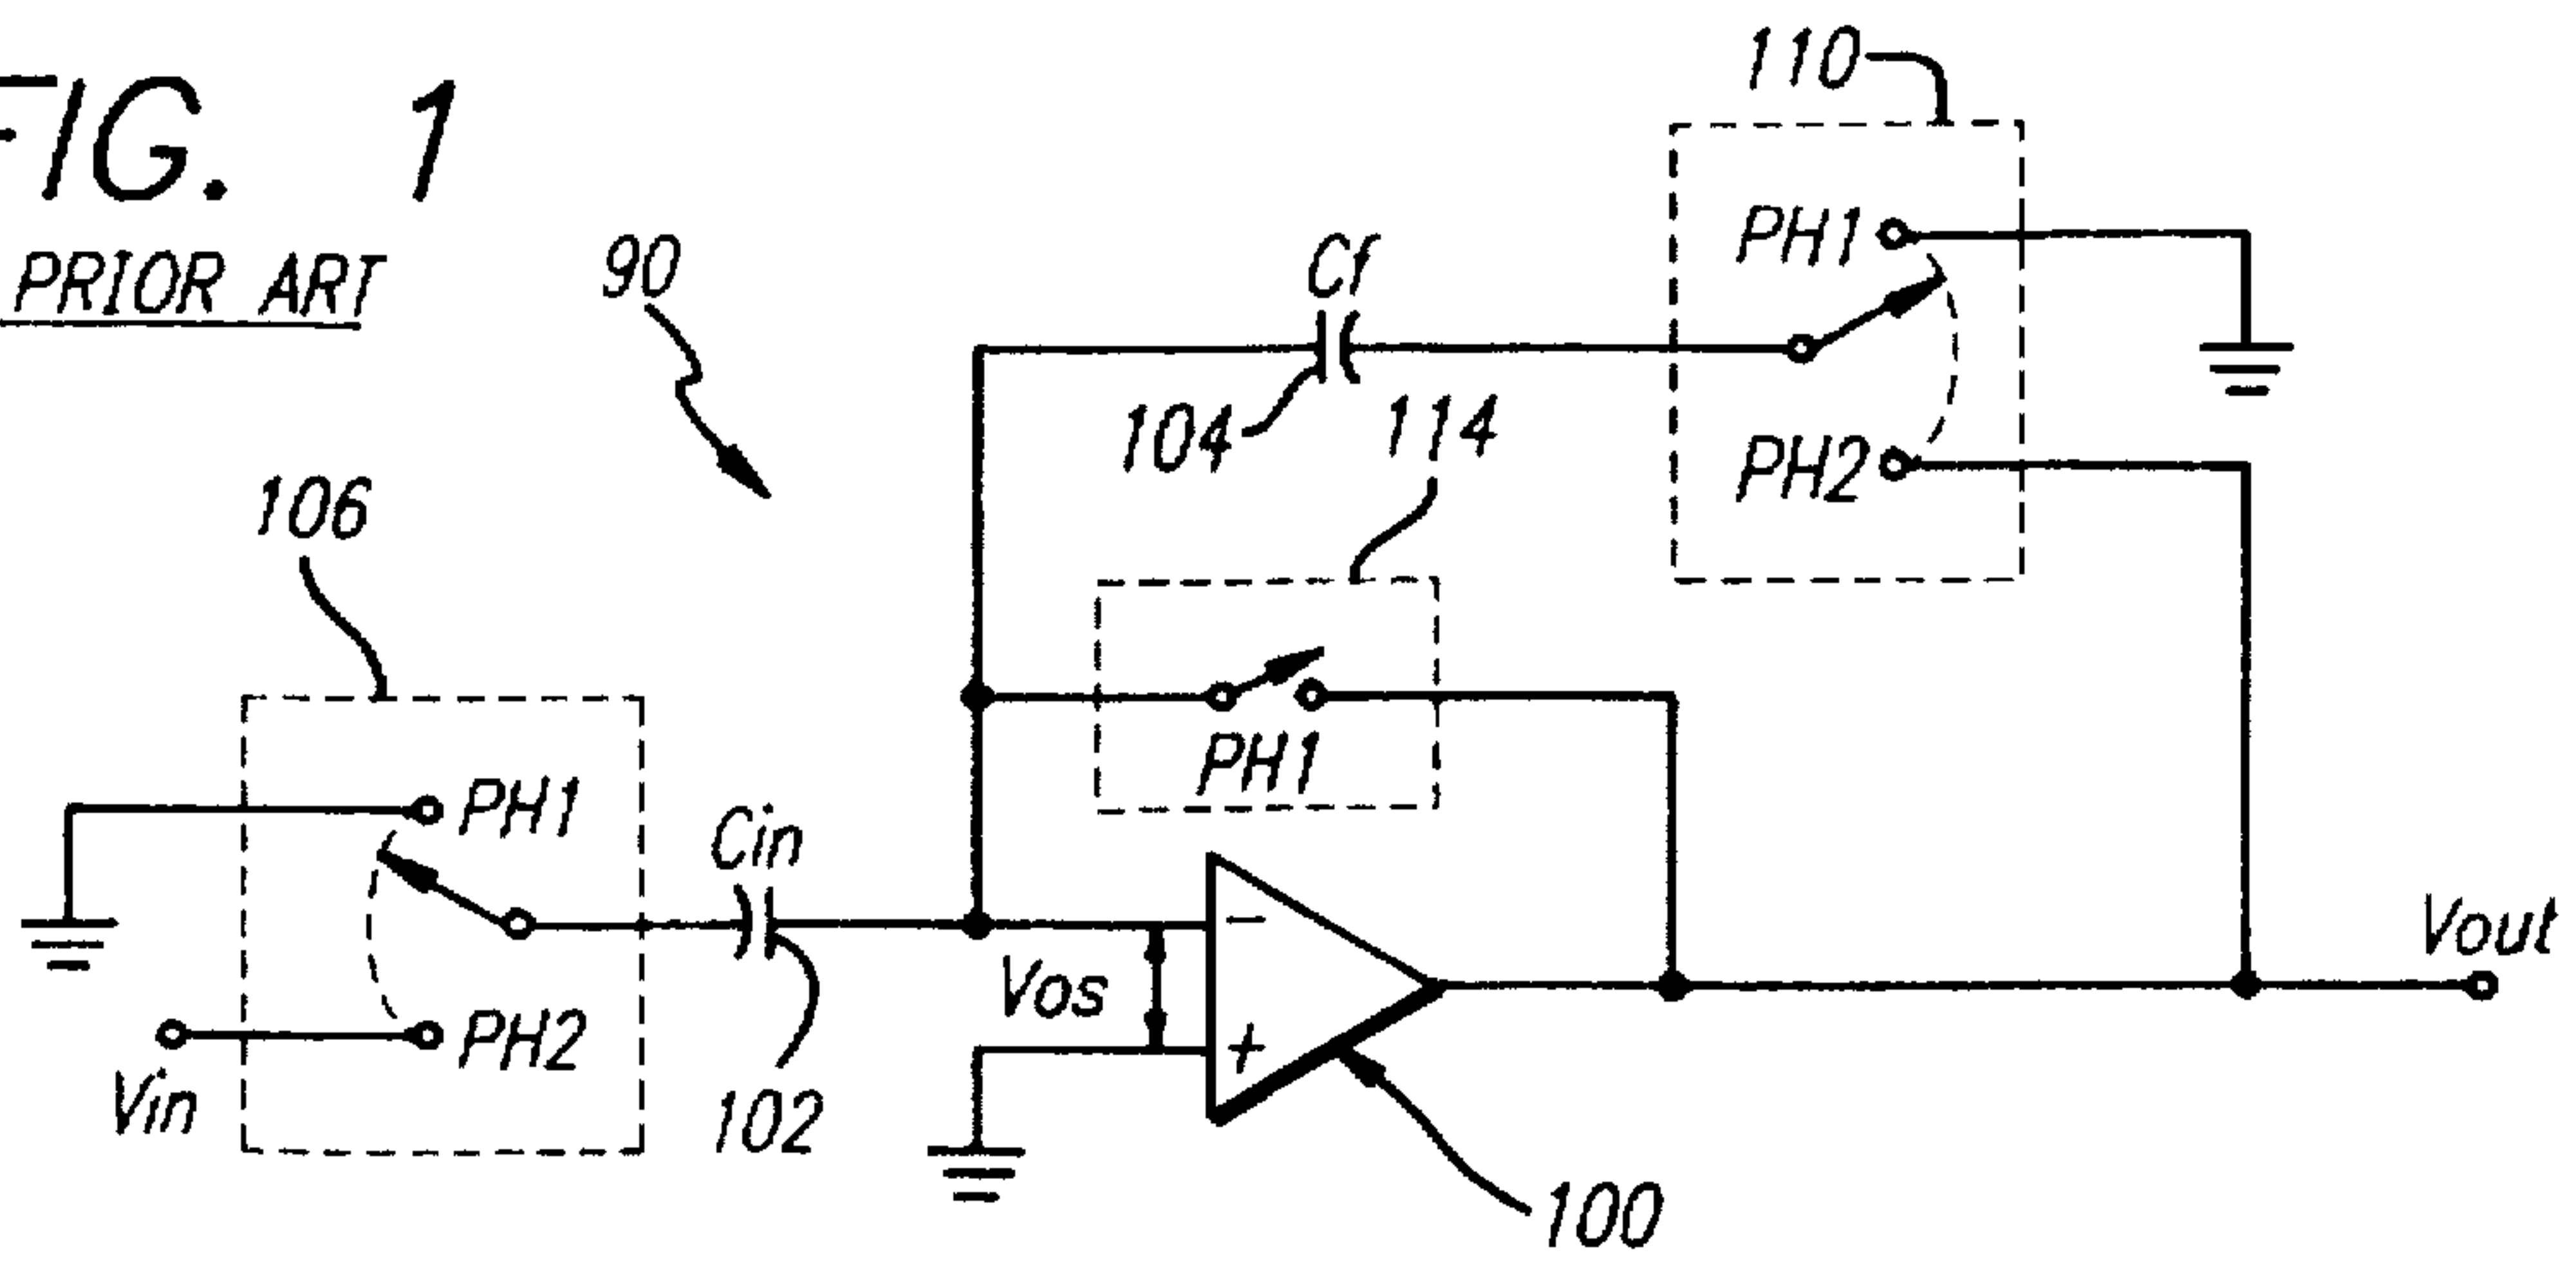 FIG. 1
PRIOR ART
90
110
PH1
Cf
104
114
PH2
106
PH1
PH1
Cin
Vos
Vout
PH2
Vin
102
100